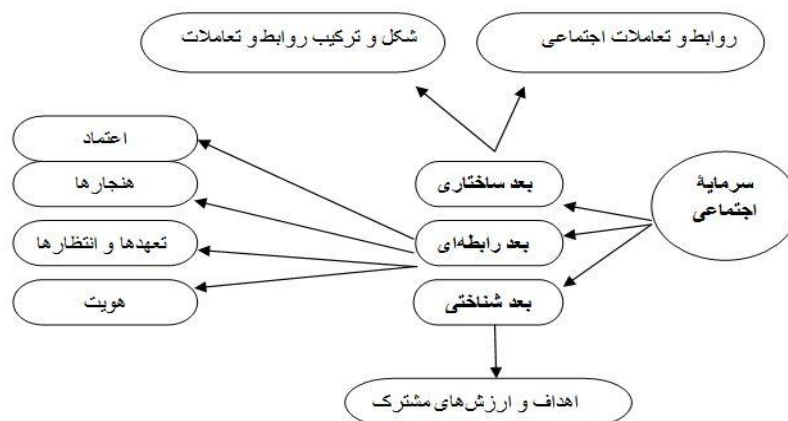 روابط و تعاملات اجتماعی
شکل و ترکیب روابط و تعاملات
سرمایۀ
اجتماعی
بعد ساختاری
بعد رابطه‌ای
بعد شناختی
اعتماد
هنجارها
تعهدها و انتظارها
هویت
اهداف و ارزش‌های مشترک